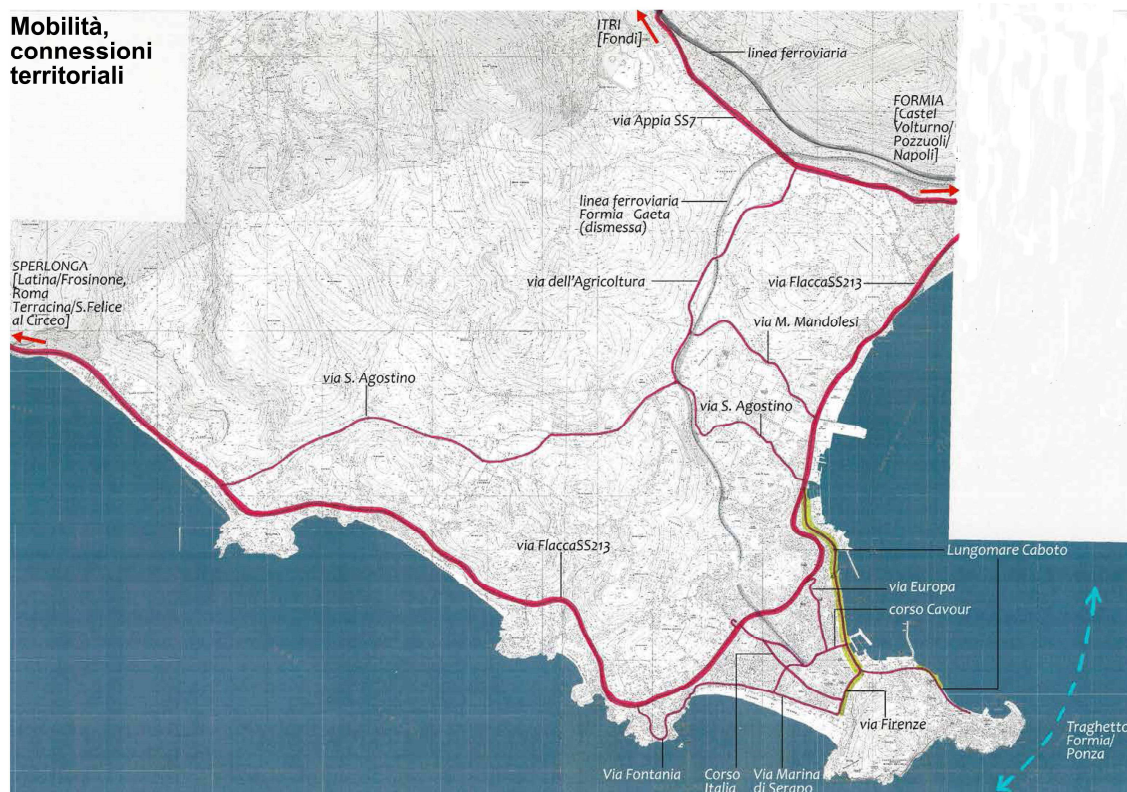 Mobilità,
connessioni
territoriali
ITRI
[Fondi]
linea ferroviaria
via Appia SS7
FORMIA
[Castel
Volturno/
Pozzuoli/
Napoli]
linea ferroviaria
Formia Gaeta
(dismessa)
SPERLONGA
[Latina/Frosinone,
Roma
Terracina/S.Felice
al Circeo]
via dell'Agricoltura
via FlaccaSS213
via M. Mandolesi
via S. Agostino
via S. Agostino
via FlaccaSS213
Lungomare Caboto
via Europa
corso Cavour
via Firenze
Traghetto
Formia/
Ponza
Via Fontania
Corso
Italia
Via Marina
di Serapo